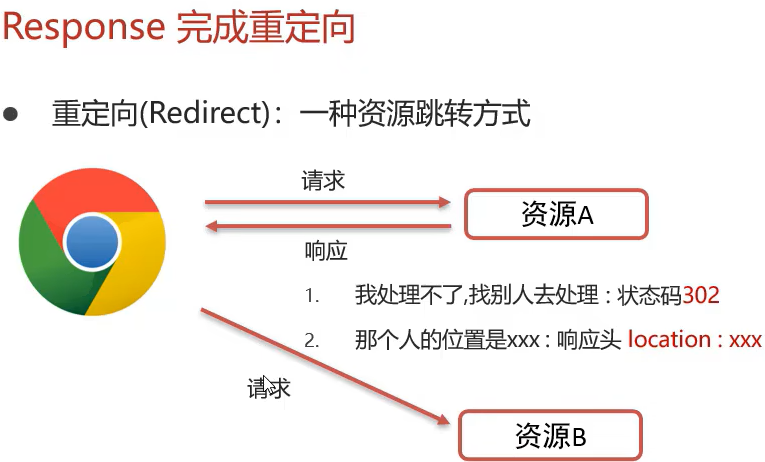 Response 完成重定向
● 重定向(Redirect)：一种资源跳转方式
请求
资源A
响应
1. 我处理不了,找别人去处理 : 状态码302
2. 那个人的位置是xxx : 响应头 location : xxx
请求
资源B